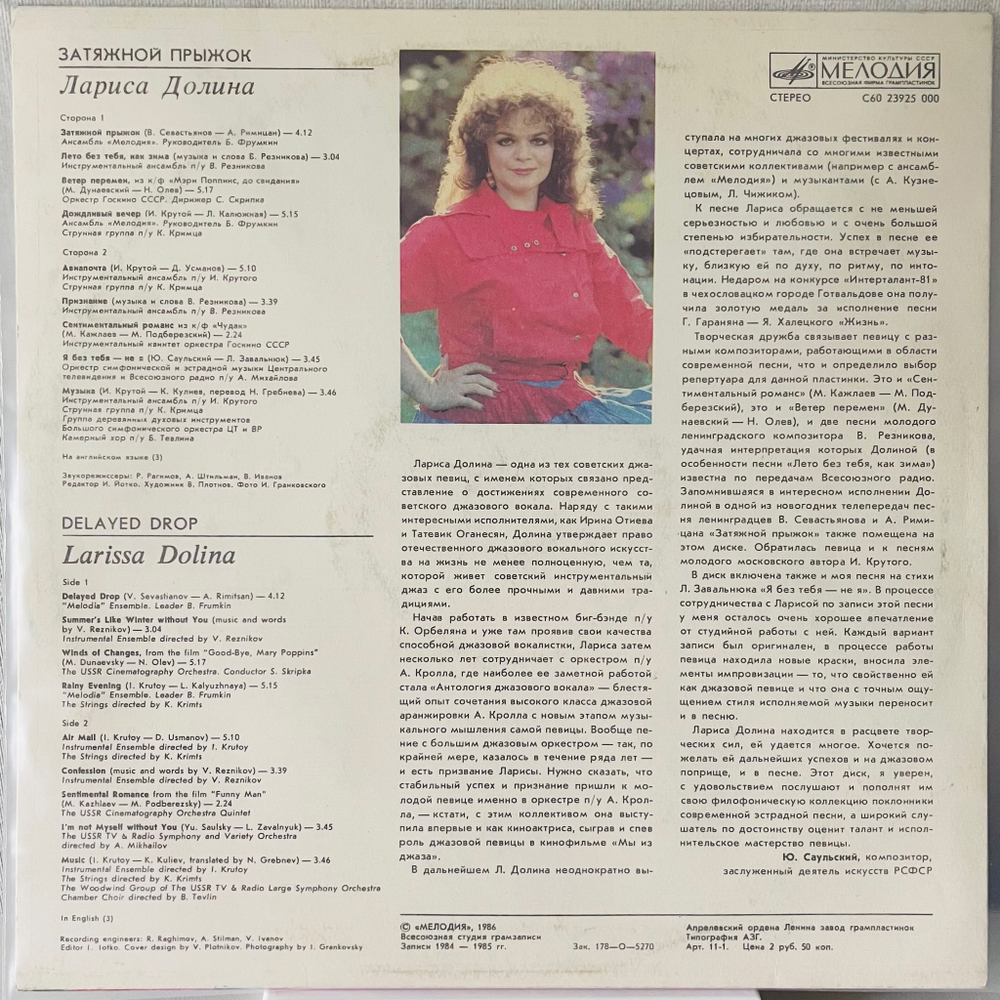 ЗАТЯЖНОЙ ПРЫЖОК
Лариса Долина
Сторона 1
Затяжной прыжок (В. Севастьянов — А. Римицан) — 4.12
Ансамбль «Мелодия». Руководитель Б. Фрумкин
Лето без тебя, как зима (музыка и слова В. Резникова) — 3.04
Инструментальный ансамбль п/у В. Резникова
Ветер перемен, из к/ф «Мэри Поппинс, до свидания»
(М. Дунаевский — Н. Олев) — 5.17
Оркестр Госкино СССР. Дирижер С. Скрипка
Дождливый вечер (И. Крутой — Л. Калюжная) — 5.15
Ансамбль «Мелодия». Руководитель Б. Фрумкин
Струнная группа п/у К. Кримца
Сторона 2
Авиапочта (И. Крутой — Д. Усманов) — 5.10
Инструментальный ансамбль п/у И. Крутого
Струнная группа п/у К. Кримца
Признание (музыка и слова В. Резникова) — 3.39
Инструментальный ансамбль п/у В. Резникова
Сентиментальный романс из к/ф «Чудак»
(М. Кажлаев — М. Подберезский) — 2.24
Инструментальный квинтет оркестра Госкино СССР
Я без тебя — не я (Ю. Саульский — Л. Завальнюк) — 3.45
Оркестр симфонической и эстрадной музыки Центрального
телевидения и Всесоюзного радио п/у А. Михайлова
Музыка (И. Крутой — К. Кулиев, перевод Н. Гребнева) — 3.46
Инструментальный ансамбль п/у И. Крутого
Струнная группа п/у К. Кримца
Группа деревянных духовых инструментов
Большого симфонического оркестра ЦТ и ВР
Камерный хор п/у Б. Тевлина
На английском языке (3)
Звукорежиссеры: Р. Рагимов, А. Штильман, В. Иванов
Редактор И. Йотко. Художник В. Плотнов. Фото И. Гранковского
DELAYED DROP
Larissa Dolina
Side 1
Delayed Drop (V. Sevastianov — A. Rimitsan) — 4.12
"Melodia" Ensemble. Leader B. Frumkin
Summer's Like Winter without You (music and words
by V. Reznikov) — 3.04
Instrumental Ensemble directed by V. Reznikov
Winds of Changes, from the film "Good-Bye, Mary Poppins"
(M. Dunaevsky — N. Olev) — 5.17
The USSR Cinematography Orchestra. Conductor S. Skripka
Rainy Evening (I. Krutoy — L. Kalyuzhnaya) — 5.15
"Melodia" Ensemble. Leader B. Frumkin
The Strings directed by K. Krimts
Side 2
Air Mail (I. Krutoy — D. Usmanov) — 5.10
Instrumental Ensemble directed by I. Krutoy
The Strings directed by K. Krimts
Confession (music and words by V. Reznikov) — 3.39
Instrumental Ensemble directed by V. Reznikov
Sentimental Romance from the film "Funny Man"
(M. Kazhlaev — M. Podberezsky) — 2.24
The USSR Cinematography Orchestra Quintet
I'm not Myself without You (Yu. Saulsky — L. Zavalnyuk) — 3.45
The USSR TV & Radio Symphony and Variety Orchestra
directed by A. Mikhailov
Music (I. Krutoy — K. Kuliev, translated by N. Grebnev) — 3.46
Instrumental Ensemble directed by I. Krutoy
The Strings directed by K. Krimts
The Woodwind Group of The USSR TV & Radio Large Symphony Orchestra
Chamber Choir directed by B. Tevlin
In English (3)
Recording engineers: R. Raghimov, A. Stilman, V. Ivanov
Editor I. Iotko. Cover design by V. Plotnikov. Photography by I. Grankovsky
Лариса Долина — одна из тех советских джа-
зовых певиц, с именем которых связано пред-
ставление о достижениях современного со-
ветского джазового вокала. Наряду с такими
интересными исполнителями, как Ирина Отиева
и Татевик Оганесян, Долина утверждает право
отечественного джазового вокального искусст-
ва на жизнь не менее полноценную, чем та,
которой живет советский инструментальный
джаз с его более прочными и давними тра-
дициями.
Начав работать в известном биг-бэнде п/у
К. Орбеляна и уже там проявив свои качества
способной джазовой вокалистки, Лариса затем
несколько лет сотрудничает с оркестром п/у
А. Кролла, где наиболее ее заметной работой
стала «Антология джазового вокала» — блестя-
щий опыт сочетания высокого класса джазовой
аранжировки А. Кролла с новым этапом музы-
кального мышления самой певицы. Вообще пе-
ние с большим джазовым оркестром — так, по
крайней мере, казалось в течение ряда лет —
и есть призвание Ларисы. Нужно сказать, что
стабильный успех и признание пришли к мо-
лодой певице именно в оркестре п/у А. Крол-
ла, — кстати, с этим коллективом она высту-
пила впервые и как киноактриса, сыграв и спев
роль джазовой певицы в кинофильме «Мы из
джаза».
В дальнейшем Л. Долина неоднократно вы-
МИНИСТЕРСТВО КУЛЬТУРЫ СССР
МЕЛОДИЯ
ВСЕСОЮЗНАЯ ФИРМА ГРАМПЛАСТИНОК
СТЕРЕО С60 23925 000
ступала на многих джазовых фестивалях и кон-
цертах, сотрудничала со многими известными
советскими коллективами (например с ансамб-
лем «Мелодия») и музыкантами (с А. Кузне-
цовым, Л. Чижиком).
К песне Лариса обращается с не меньшей
серьезностью и любовью и с очень большой
степенью избирательности. Успех в песне ее
«подстерегает» там, где она встречает музы-
ку, близкую ей по духу, по ритму, по инто-
нации. Недаром на конкурсе «Интерталант-81»
в чехословацком городе Готвальдове она полу-
чила золотую медаль за исполнение песни
Г. Гараняна — Я. Халецкого «Жизнь».
Творческая дружба связывает певицу с раз-
ными композиторами, работающими в области
современной песни, что и определило выбор
репертуара для данной пластинки. Это и «Сен-
тиментальный романс» (М. Кажлаев — М. Под-
березский), это и «Ветер перемен» (М. Ду-
наевский — Н. Олев), и две песни молодого
ленинградского композитора В. Резникова,
удачная интерпретация которых Долиной (в
особенности песни «Лето без тебя, как зима»)
известна по передачам Всесоюзного радио.
Запомнившаяся в интересном исполнении До-
линой в одной из новогодних телепередач пес-
ня ленинградцев В. Севастьянова и А. Рими-
цана «Затяжной прыжок» также помещена на
этом диске. Обратилась певица и к песням
молодого московского автора И. Крутого.
В диск включена также и моя песня на стихи
Л. Завальнюка «Я без тебя — не я». В процессе
сотрудничества с Ларисой по записи этой песни
у меня осталось очень хорошее впечатление
от студийной работы с ней. Каждый вариант
записи был оригинален, в процессе работы
певица находила новые краски, вносила эле-
менты импровизации — то, что свойственно ей
как джазовой певице и что она с точным ощу-
щением стиля исполняемой музыки переносит
и в песню.
Лариса Долина находится в расцвете твор-
ческих сил, ей удается многое. Хочется по-
желать ей дальнейших успехов и на джазовом
поприще, и в песне. Этот диск, я уверен,
с удовольствием послушают и пополнят им
свою филофоническую коллекцию поклонники
современной эстрадной песни, а широкий слу-
шатель по достоинству оценит талант и испол-
нительское мастерство певицы.
Ю. Саульский, композитор,
заслуженный деятель искусств РСФСР
© «МЕЛОДИЯ», 1986
Всесоюзная студия грамзаписи
Записи 1984 — 1985 гг. Зак. 178—О—5270
Апрелевский ордена Ленина завод грампластинок
Типография АЗГ.
Арт. 11-1. Цена 2 руб. 50 коп.